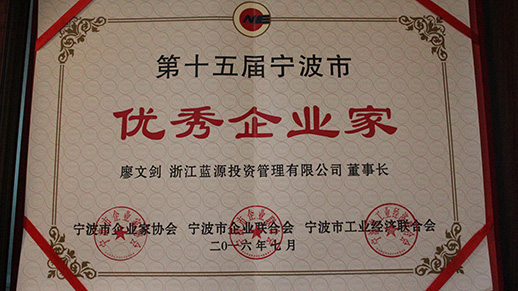 第十五届宁波市
优秀企业家
廖文剑 浙江蓝源投资管理有限公司 董事长
宁波市企业家协会 宁波市企业联合会 宁波市工业经济联合会
二〇一六年七月